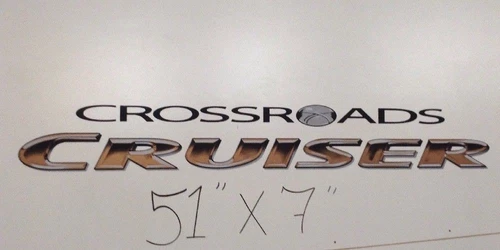 CROSSROADS
CRUISER
51" X 7"